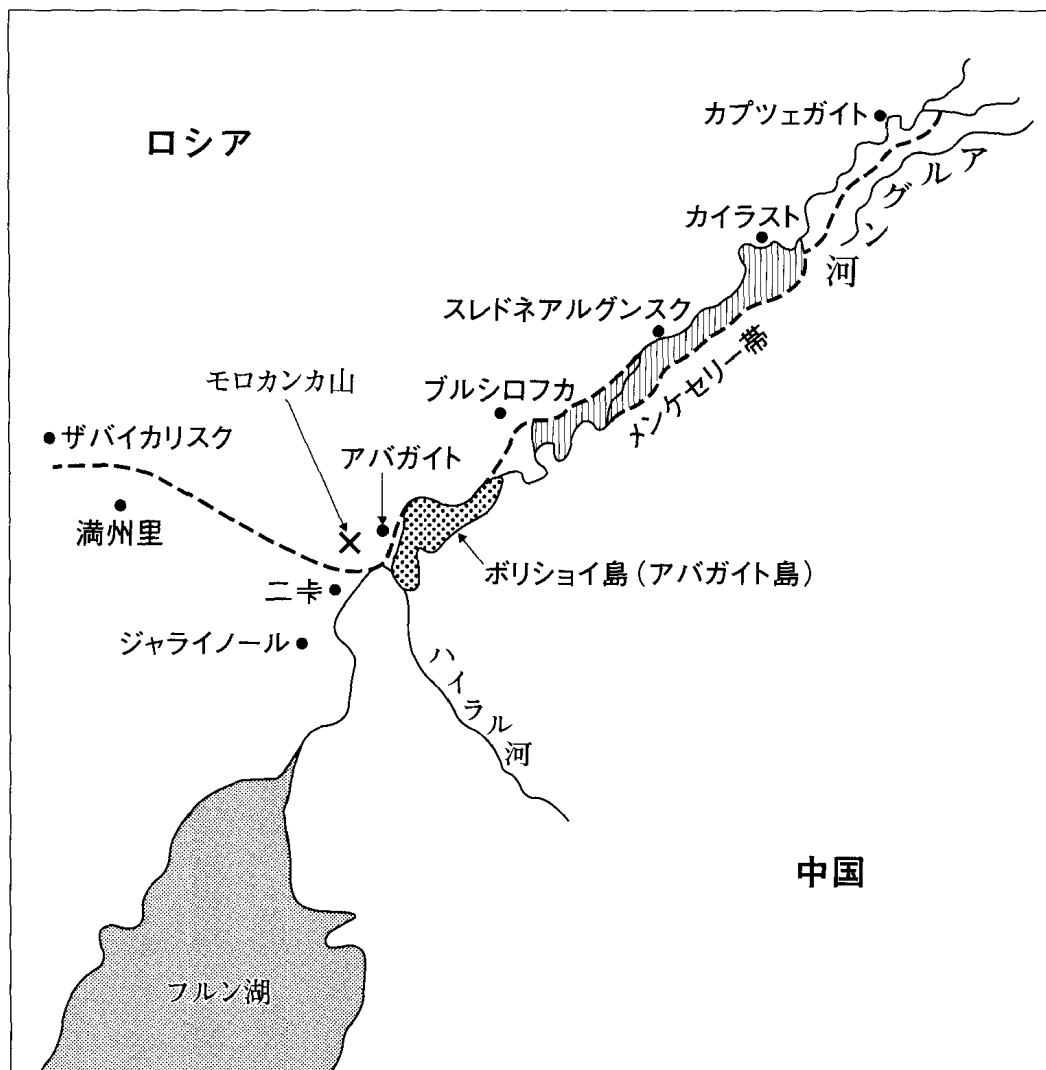 ロシア
カプツェガイト
アルグン河
カイラスト
スレドネアルグンスク
メンケセリー帯
ブルシロフカ
モロカンカ山
ザバイカリスク
アバガイト
満州里
ボリショイ島（アバガイト島）
二卡
ジャライノール
ハイラル河
中国
フルン湖